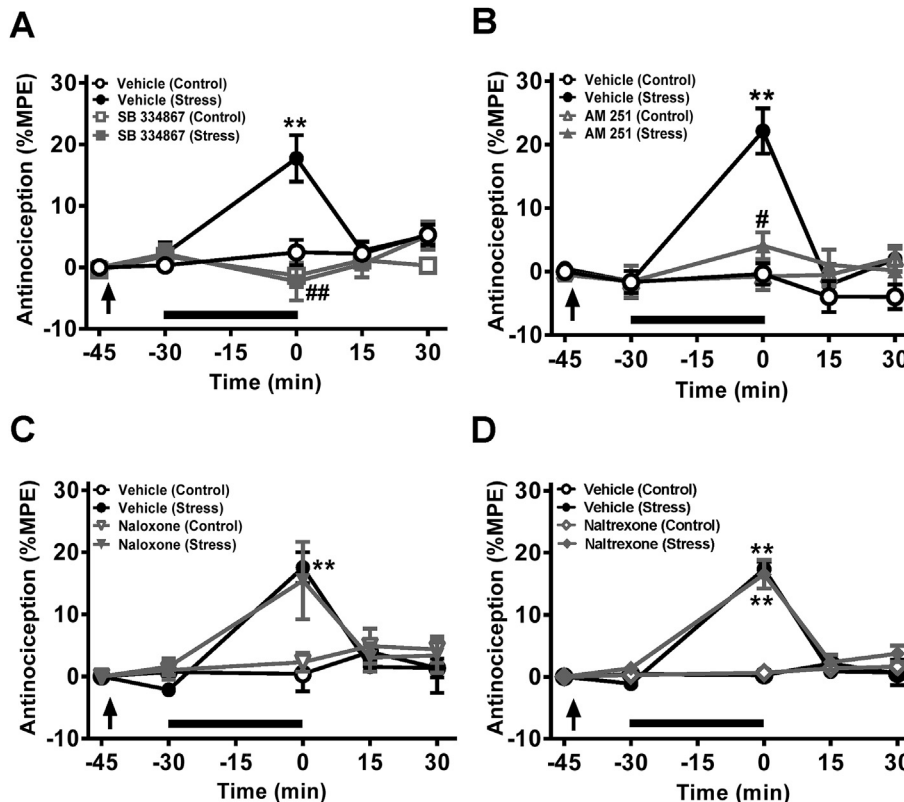 A
Antinociception (%MPE)
Vehicle (Control)
Vehicle (Stress)
SB 334867 (Control)
SB 334867 (Stress)
30
20
10
0
-10
**
##
-45 -30 -15 0 15 30
Time (min)
B
Antinociception (%MPE)
Vehicle (Control)
Vehicle (Stress)
AM 251 (Control)
AM 251 (Stress)
30
20
10
0
-10
**
#
-45 -30 -15 0 15 30
Time (min)
C
Antinociception (%MPE)
Vehicle (Control)
Vehicle (Stress)
Naloxone (Control)
Naloxone (Stress)
30
20
10
0
-10
**
-45 -30 -15 0 15 30
Time (min)
D
Antinociception (%MPE)
Vehicle (Control)
Vehicle (Stress)
Naltrexone (Control)
Naltrexone (Stress)
30
20
10
0
-10
**
**
-45 -30 -15 0 15 30
Time (min)